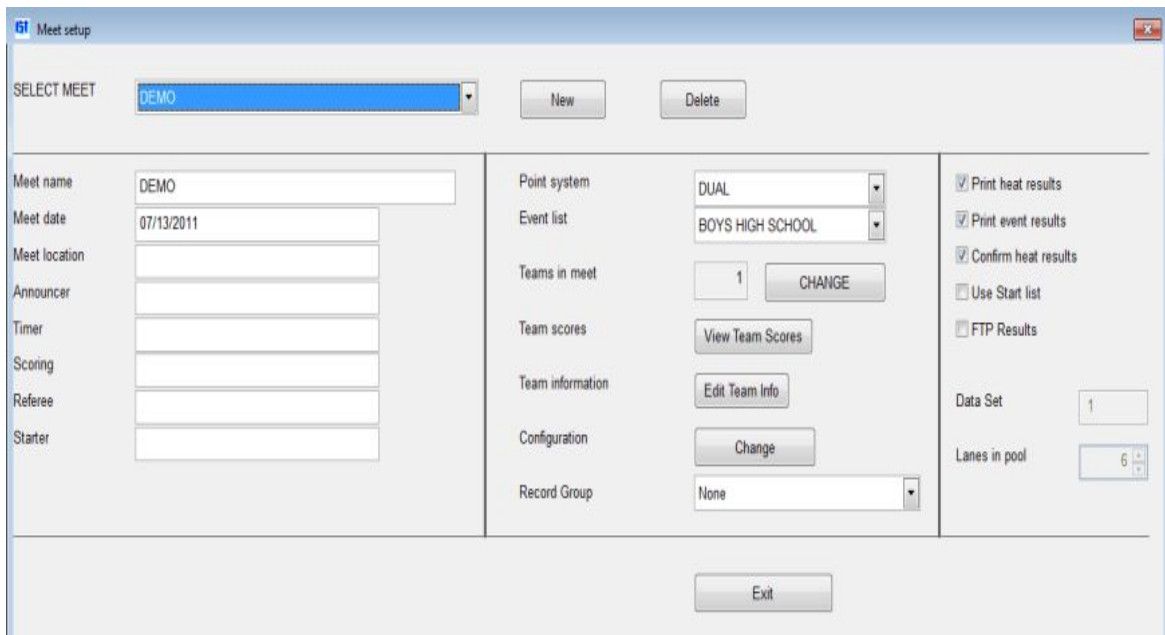 IST Meet setup
SELECT MEET DEMO New Delete
Meet name DEMO
Meet date 07/13/2011
Meet location
Announcer
Timer
Scoring
Referee
Starter
Point system DUAL
Event list BOYS HIGH SCHOOL
Teams in meet 1 CHANGE
Team scores View Team Scores
Team information Edit Team Info
Configuration Change
Record Group None
Print heat results
Print event results
Confirm heat results
Use Start list
FTP Results
Data Set 1
Lanes in pool 6
Exit